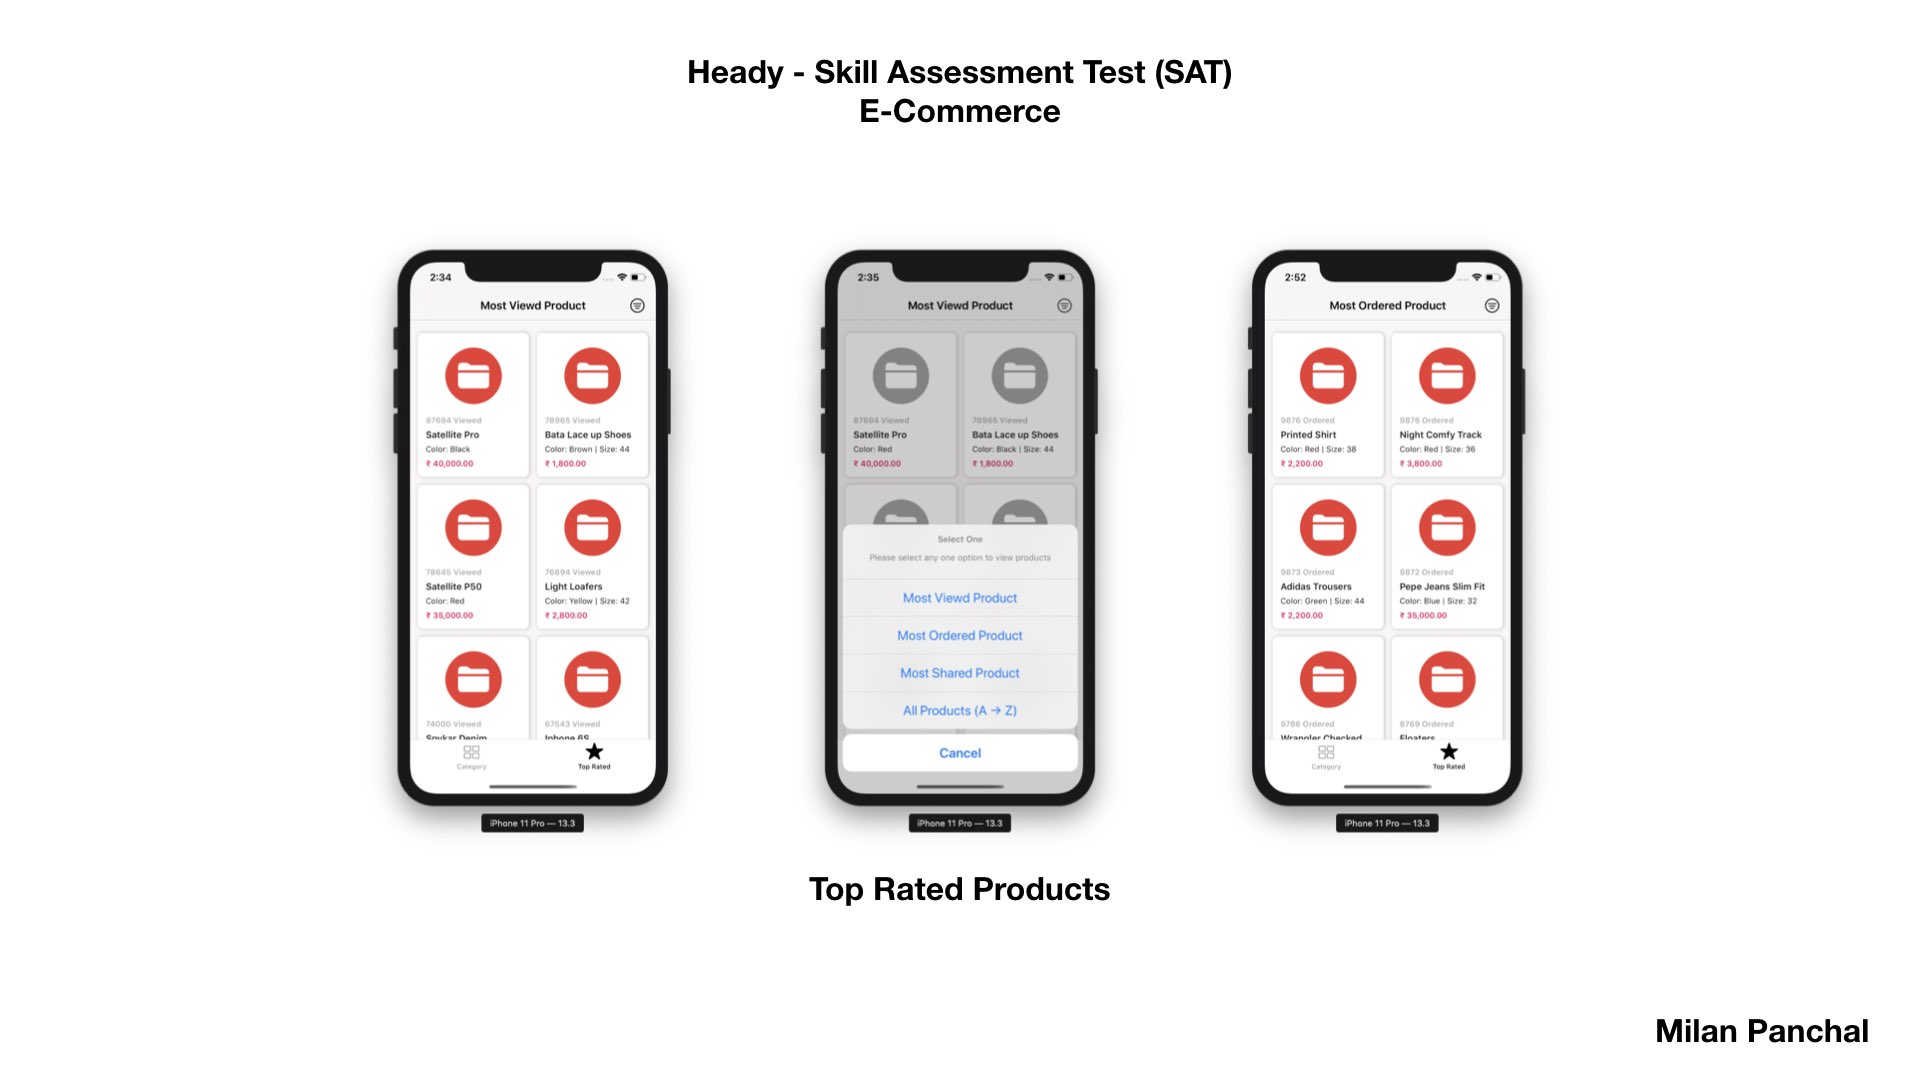 Heady - Skill Assessment Test (SAT)
E-Commerce
2:34
Most Viewd Product
87694 Viewed
Satellite Pro
Color: Black
₹ 40,000.00
78965 Viewed
Bata Lace up Shoes
Color: Brown | Size: 44
₹ 1,800.00
78645 Viewed
Satellite P50
Color: Red
₹ 35,000.00
76894 Viewed
Light Loafers
Color: Yellow | Size: 42
₹ 2,800.00
74000 Viewed
Spykar Denim
67543 Viewed
Iphone 6S
Category
Top Rated
iPhone 11 Pro — 13.3
2:35
Most Viewd Product
87694 Viewed
Satellite Pro
Color: Red
₹ 40,000.00
78965 Viewed
Bata Lace up Shoes
Color: Black | Size: 44
₹ 1,800.00
Select One
Please select any one option to view products
Most Viewd Product
Most Ordered Product
Most Shared Product
All Products (A → Z)
Cancel
iPhone 11 Pro — 13.3
2:52
Most Ordered Product
9876 Ordered
Printed Shirt
Color: Red | Size: 38
₹ 2,200.00
9876 Ordered
Night Comfy Track
Color: Red | Size: 36
₹ 3,800.00
9873 Ordered
Adidas Trousers
Color: Green | Size: 44
₹ 2,200.00
9872 Ordered
Pepe Jeans Slim Fit
Color: Blue | Size: 32
₹ 35,000.00
9786 Ordered
Wrangler Checked
8769 Ordered
Floaters
Category
Top Rated
iPhone 11 Pro — 13.3
Top Rated Products
Milan Panchal